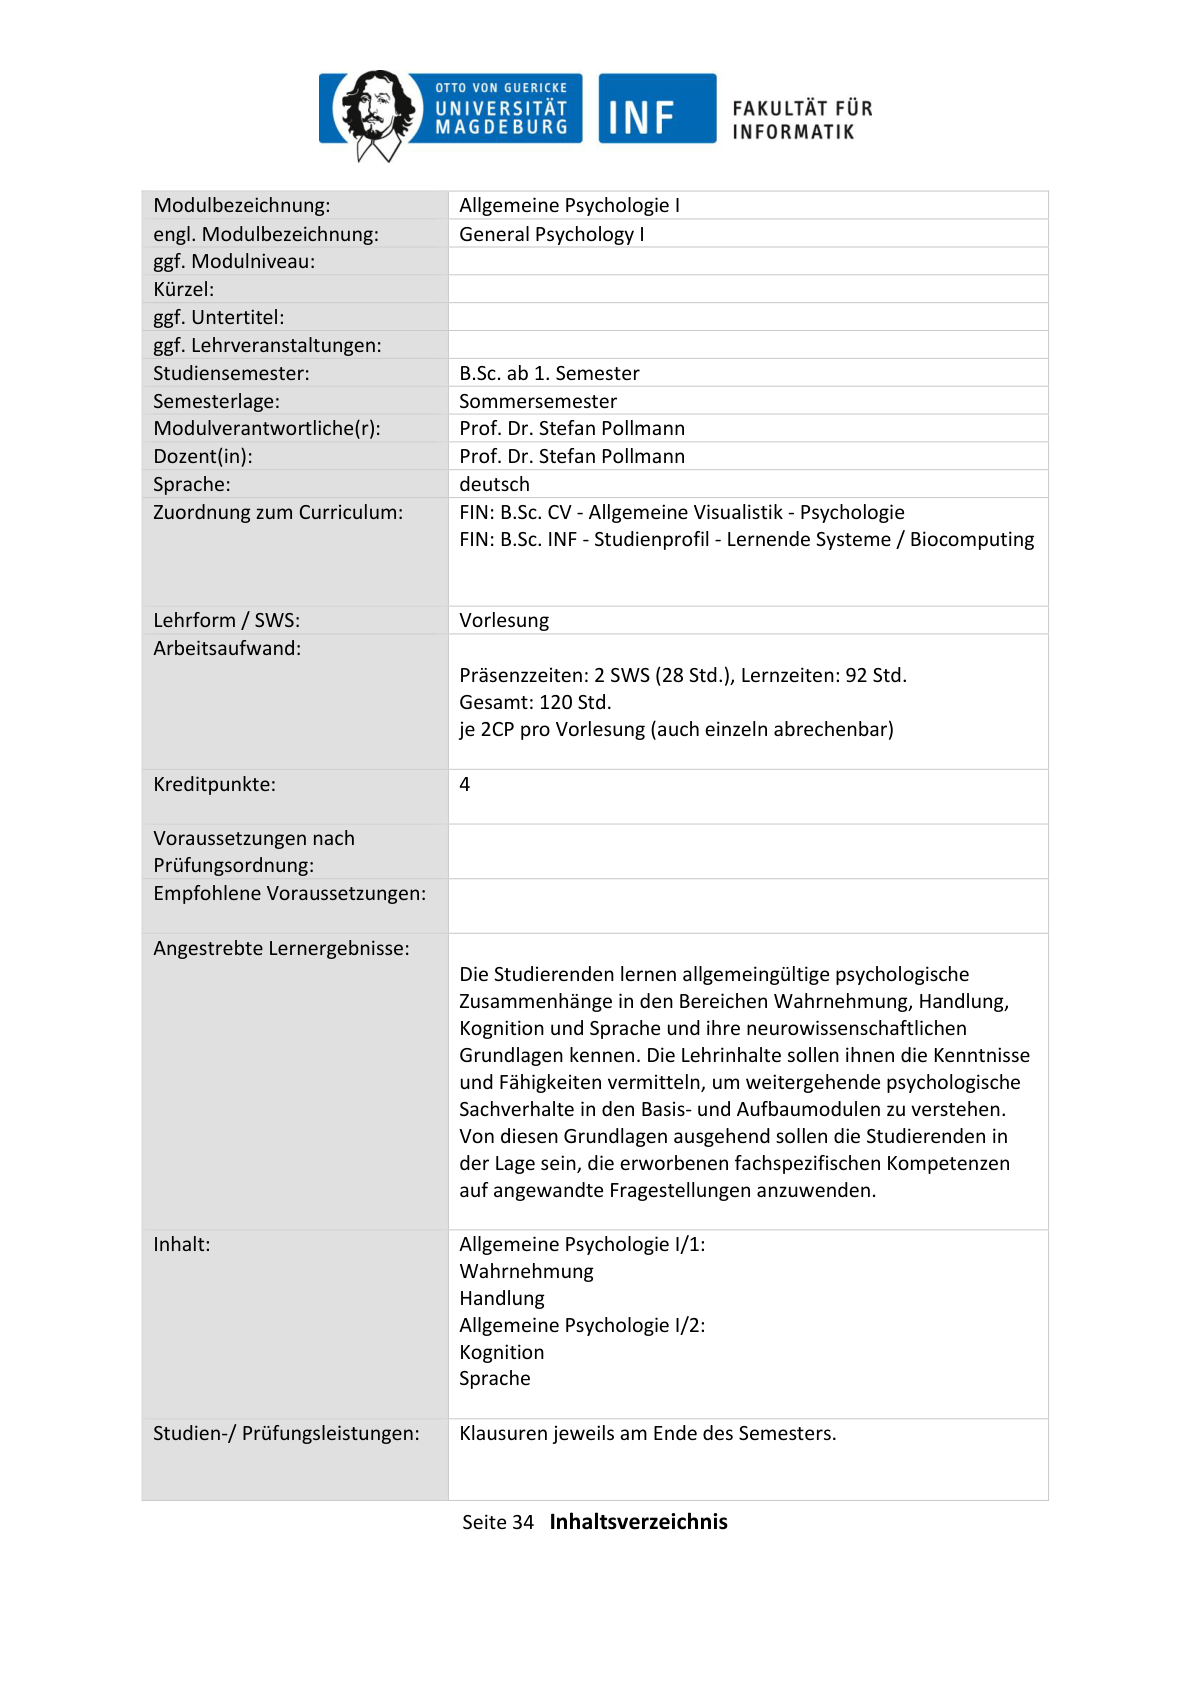 OTTO VON GUERICKE
UNIVERSITÄT
MAGDEBURG
INF
FAKULTÄT FÜR
INFORMATIK
Modulbezeichnung: Allgemeine Psychologie I
engl. Modulbezeichnung: General Psychology I
ggf. Modulniveau:
Kürzel:
ggf. Untertitel:
ggf. Lehrveranstaltungen:
Studiensemester: B.Sc. ab 1. Semester
Semesterlage: Sommersemester
Modulverantwortliche(r): Prof. Dr. Stefan Pollmann
Dozent(in): Prof. Dr. Stefan Pollmann
Sprache: deutsch
Zuordnung zum Curriculum: FIN: B.Sc. CV - Allgemeine Visualistik - Psychologie
FIN: B.Sc. INF - Studienprofil - Lernende Systeme / Biocomputing
Lehrform / SWS: Vorlesung
Arbeitsaufwand:
Präsenzzeiten: 2 SWS (28 Std.), Lernzeiten: 92 Std.
Gesamt: 120 Std.
je 2CP pro Vorlesung (auch einzeln abrechenbar)
Kreditpunkte: 4
Voraussetzungen nach
Prüfungsordnung:
Empfohlene Voraussetzungen:
Angestrebte Lernergebnisse:
Die Studierenden lernen allgemeingültige psychologische
Zusammenhänge in den Bereichen Wahrnehmung, Handlung,
Kognition und Sprache und ihre neurowissenschaftlichen
Grundlagen kennen. Die Lehrinhalte sollen ihnen die Kenntnisse
und Fähigkeiten vermitteln, um weitergehende psychologische
Sachverhalte in den Basis- und Aufbaumodulen zu verstehen.
Von diesen Grundlagen ausgehend sollen die Studierenden in
der Lage sein, die erworbenen fachspezifischen Kompetenzen
auf angewandte Fragestellungen anzuwenden.
Inhalt: Allgemeine Psychologie I/1:
Wahrnehmung
Handlung
Allgemeine Psychologie I/2:
Kognition
Sprache
Studien-/ Prüfungsleistungen: Klausuren jeweils am Ende des Semesters.
Seite 34 Inhaltsverzeichnis